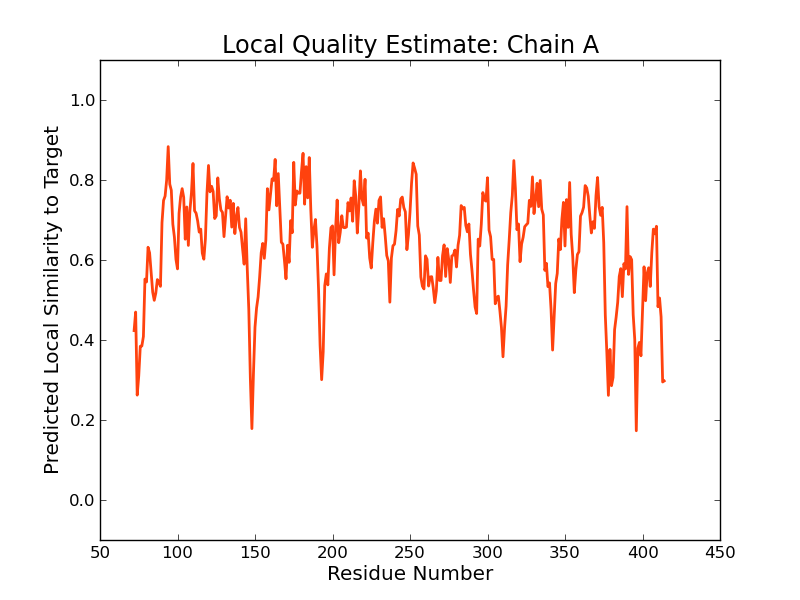 Local Quality Estimate: Chain A
Predicted Local Similarity to Target
1.0
0.8
0.6
0.4
0.2
0.0
50 100 150 200 250 300 350 400 450
Residue Number